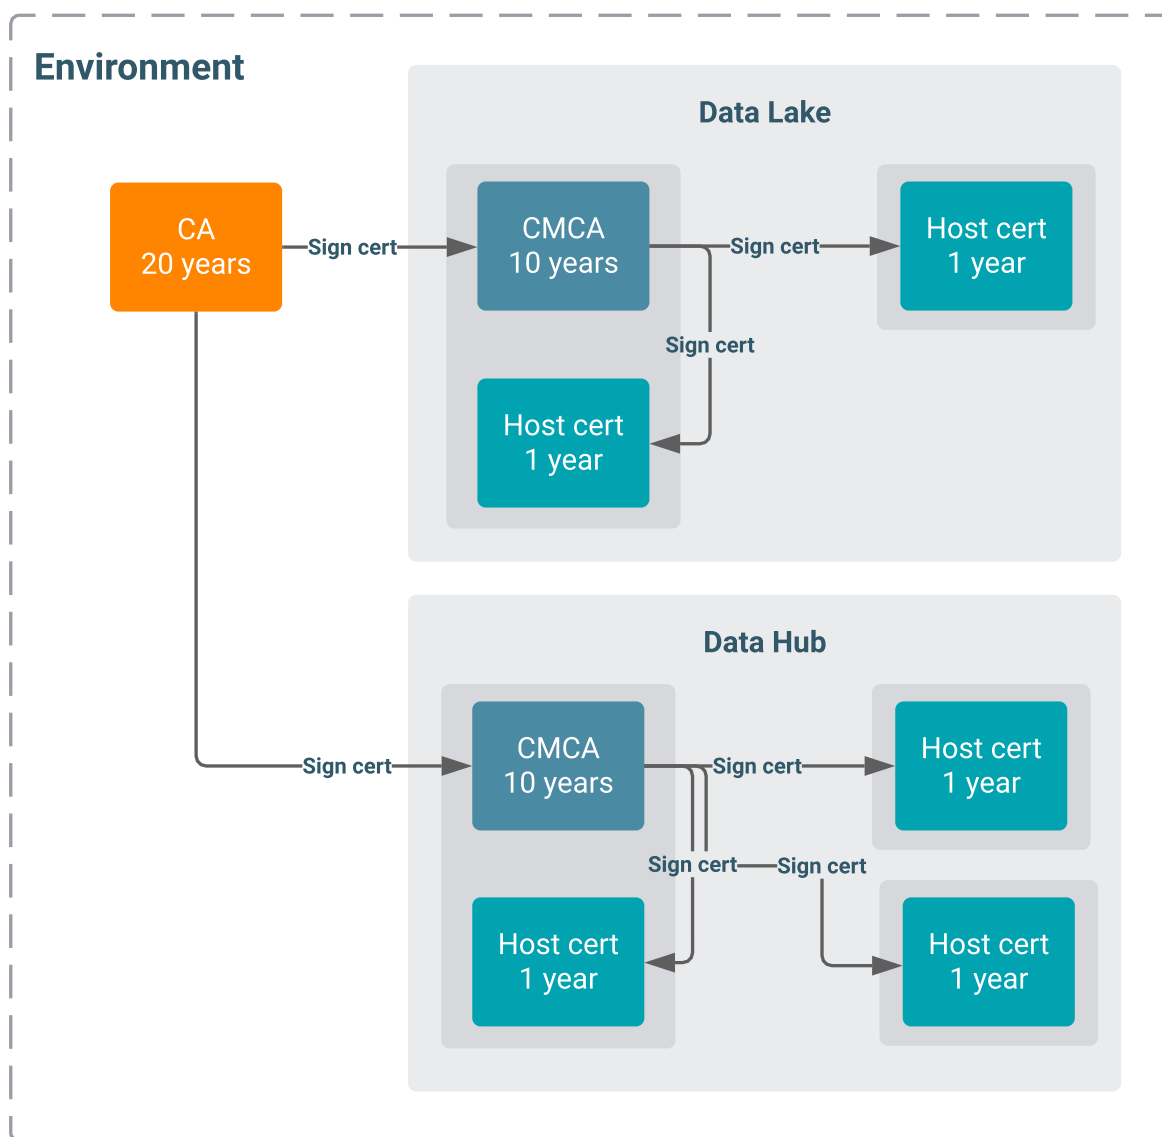 Environment
Data Lake
CA
20 years
Sign cert
CMCA
10 years
Sign cert
Host cert
1 year
Sign cert
Host cert
1 year
Data Hub
Sign cert
CMCA
10 years
Sign cert
Host cert
1 year
Sign cert
Sign cert
Host cert
1 year
Host cert
1 year